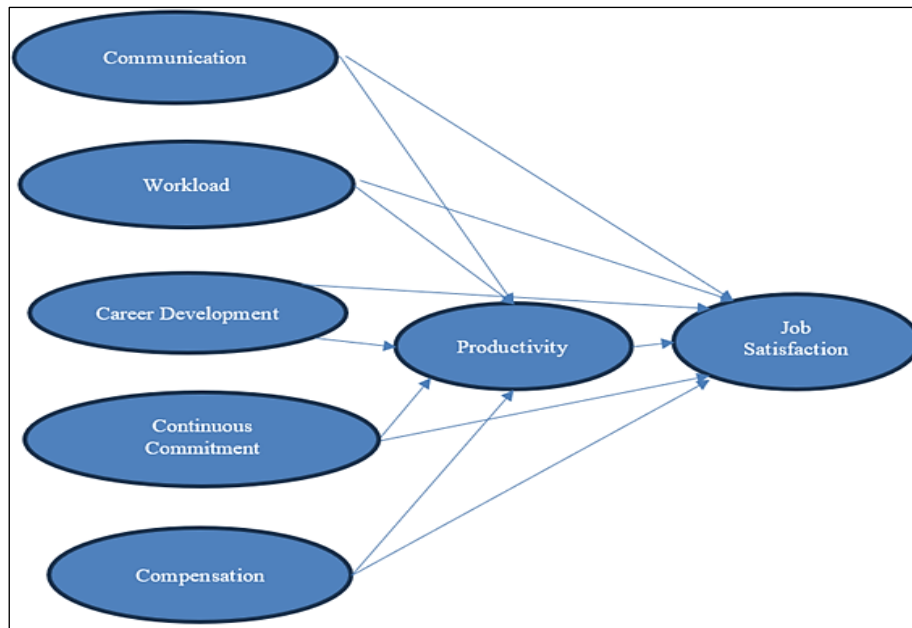 Communication
Workload
Career Development
Productivity
Job
Satisfaction
Continuous
Commitment
Compensation